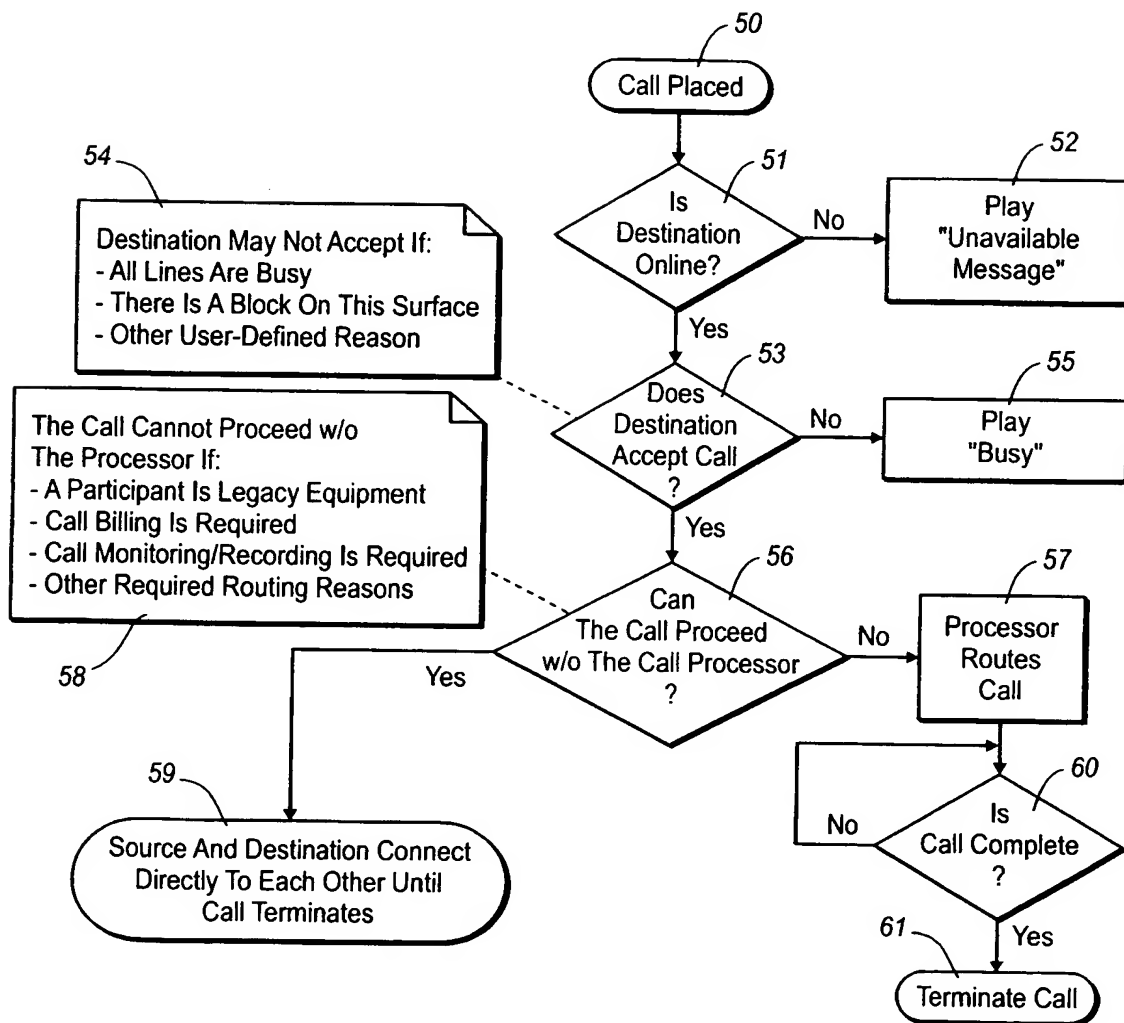 50
Call Placed
51
Is
Destination
Online?
No
52
Play
"Unavailable
Message"
Yes
54
Destination May Not Accept If:
- All Lines Are Busy
- There Is A Block On This Surface
- Other User-Defined Reason
53
Does
Destination
Accept Call
?
No
55
Play
"Busy"
Yes
The Call Cannot Proceed w/o
The Processor If:
- A Participant Is Legacy Equipment
- Call Billing Is Required
- Call Monitoring/Recording Is Required
- Other Required Routing Reasons
58
56
Can
The Call Proceed
w/o The Call Processor
?
No
57
Processor
Routes
Call
Yes
59
Source And Destination Connect
Directly To Each Other Until
Call Terminates
60
Is
Call Complete
?
No
Yes
61
Terminate Call